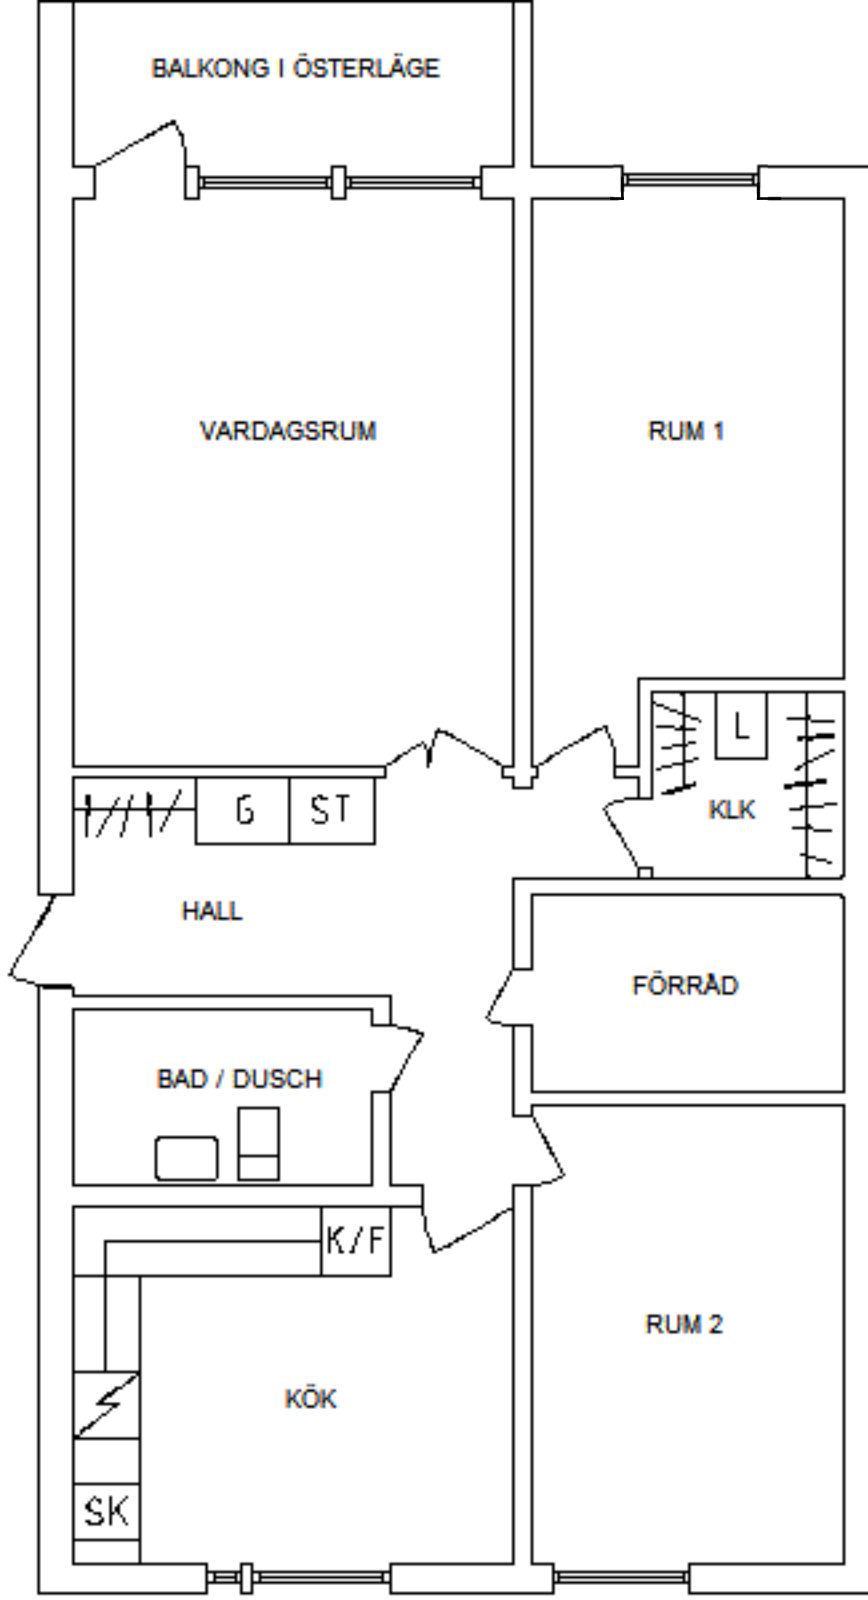 BALKONG I ÖSTERLÄGE
VARDAGSRUM
RUM 1
L
G
ST
KLK
HALL
FÖRRÅD
BAD / DUSCH
K/F
RUM 2
KÖK
SK